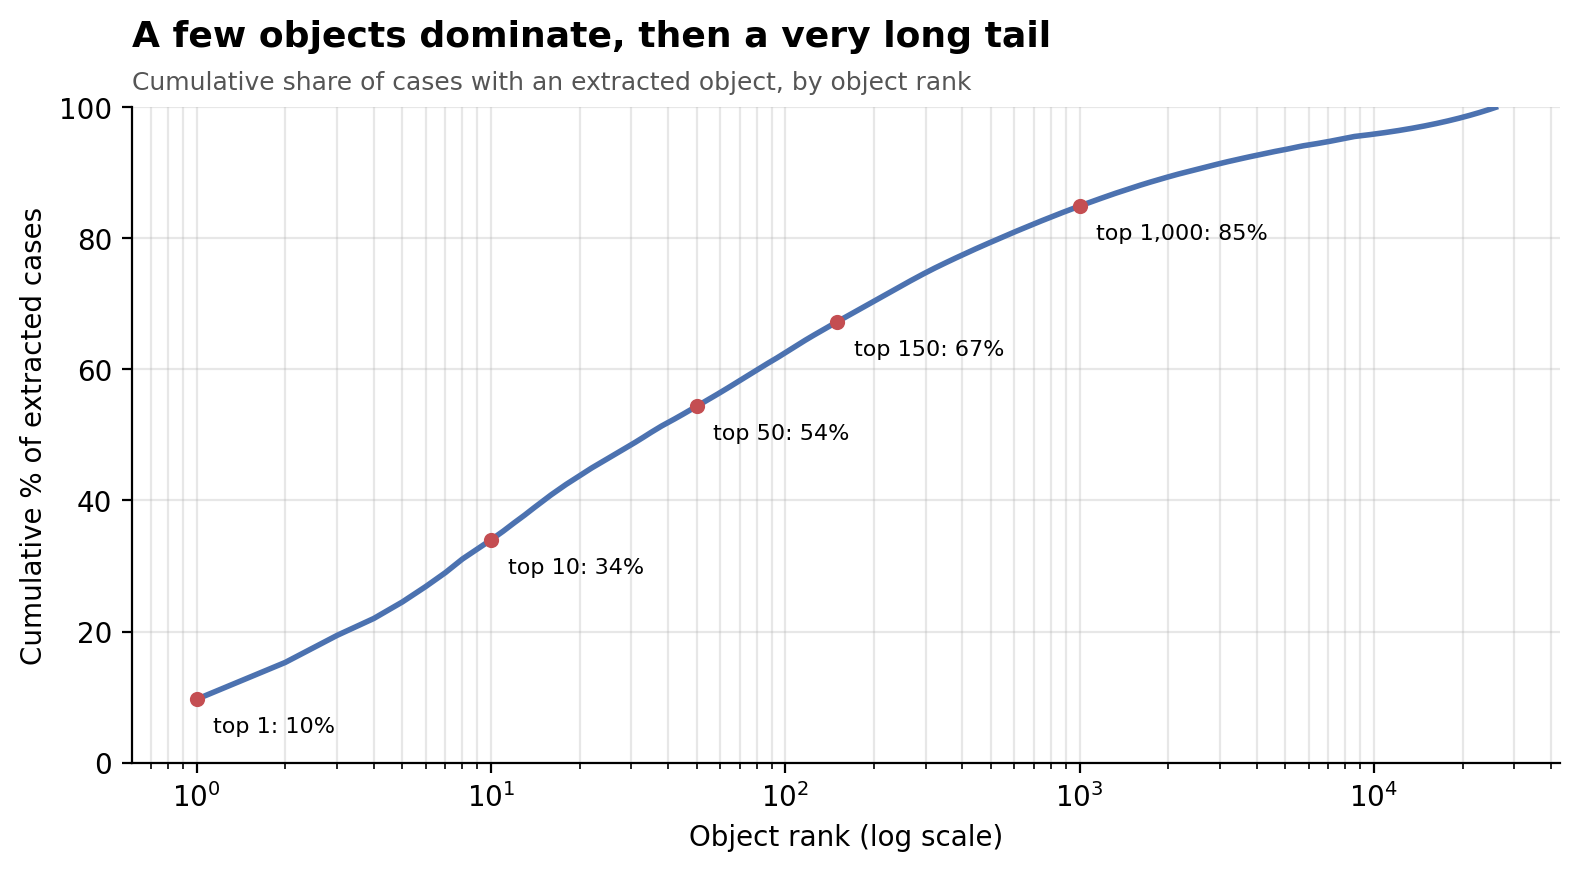 A few objects dominate, then a very long tail
Cumulative share of cases with an extracted object, by object rank
Cumulative % of extracted cases
100
80
60
40
20
0
top 1: 10%
top 10: 34%
top 50: 54%
top 150: 67%
top 1,000: 85%
10⁰ 10¹ 10² 10³ 10⁴
Object rank (log scale)